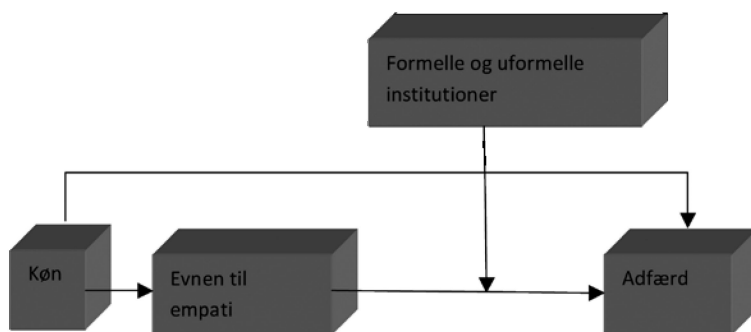 Formelle og uformelle
institutioner
Køn
Evnen til
empati
Adfærd